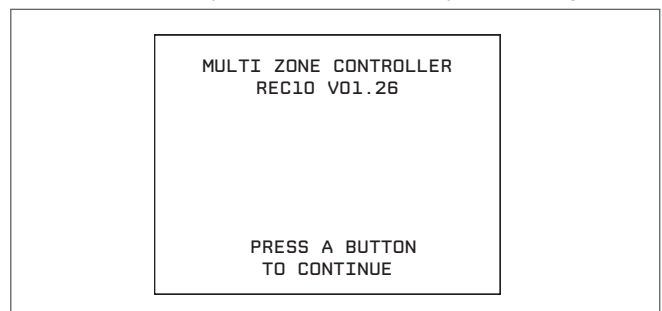 MULTI ZONE CONTROLLER
REC10 V01.26
PRESS A BUTTON
TO CONTINUE